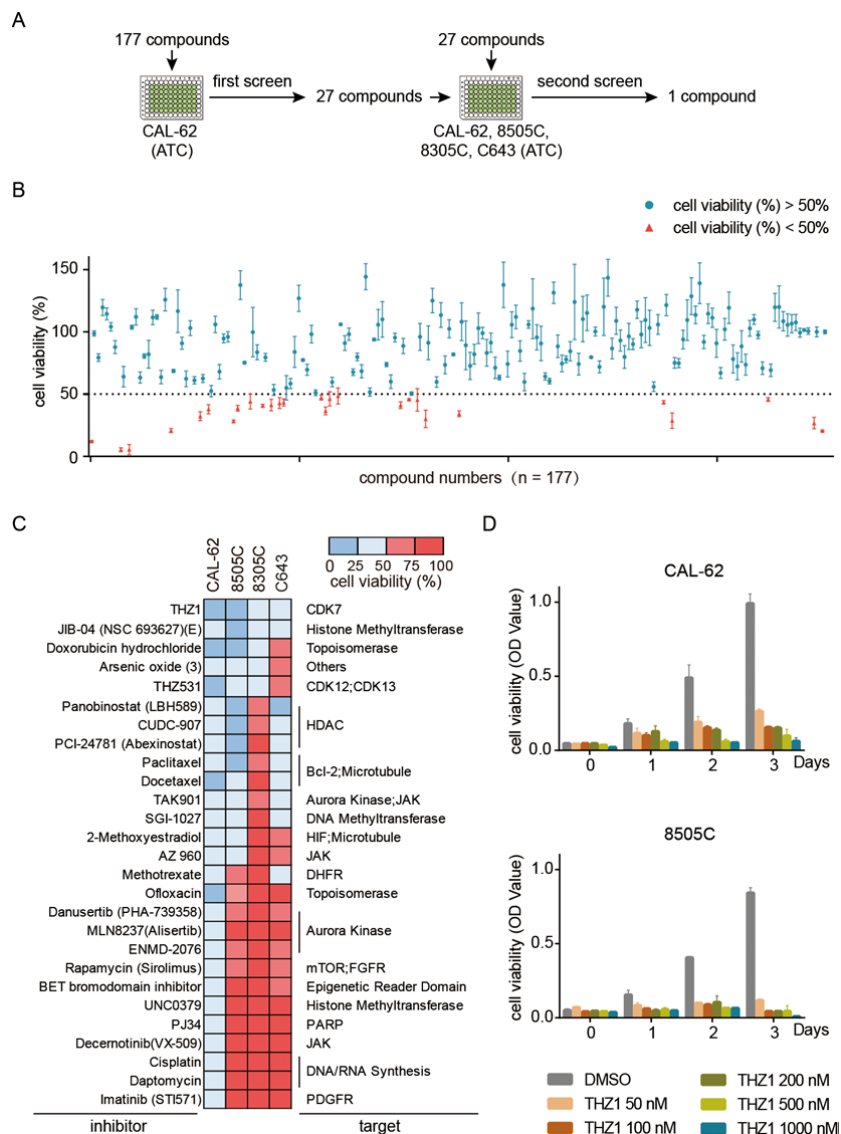 A
177 compounds
27 compounds
first screen
27 compounds
second screen
1 compound
CAL-62
(ATC)
CAL-62, 8505C,
8305C, C643 (ATC)
B
cell viability (%) > 50%
cell viability (%) < 50%
cell viability (%)
150
100
50
0
compound numbers (n = 177)
C
CAL-62
8505C
8305C
C643
0 25 50 75 100
cell viability (%)
THZ1 CDK7
JIB-04 (NSC 693627)(E) Histone Methyltransferase
Doxorubicin hydrochloride Topoisomerase
Arsenic oxide (3) Others
THZ531 CDK12;CDK13
Panobinostat (LBH589)
CUDC-907 HDAC
PCI-24781 (Abexinostat)
Paclitaxel
Bcl-2;Microtubule
Docetaxel
TAK901 Aurora Kinase;JAK
SGI-1027 DNA Methyltransferase
2-Methoxyestradiol HIF;Microtubule
AZ 960 JAK
Methotrexate DHFR
Ofloxacin Topoisomerase
Danusertib (PHA-739358)
MLN8237(Alisertib) Aurora Kinase
ENMD-2076
Rapamycin (Sirolimus) mTOR;FGFR
BET bromodomain inhibitor Epigenetic Reader Domain
UNC0379 Histone Methyltransferase
PJ34 PARP
Decernotinib(VX-509) JAK
Cisplatin
DNA/RNA Synthesis
Daptomycin
Imatinib (STI571) PDGFR
inhibitor target
D
CAL-62
cell viability (OD Value)
1.0
0.5
0.0
0 1 2 3 Days
8505C
cell viability (OD Value)
1.0
0.5
0.0
0 1 2 3 Days
DMSO THZ1 200 nM
THZ1 50 nM THZ1 500 nM
THZ1 100 nM THZ1 1000 nM